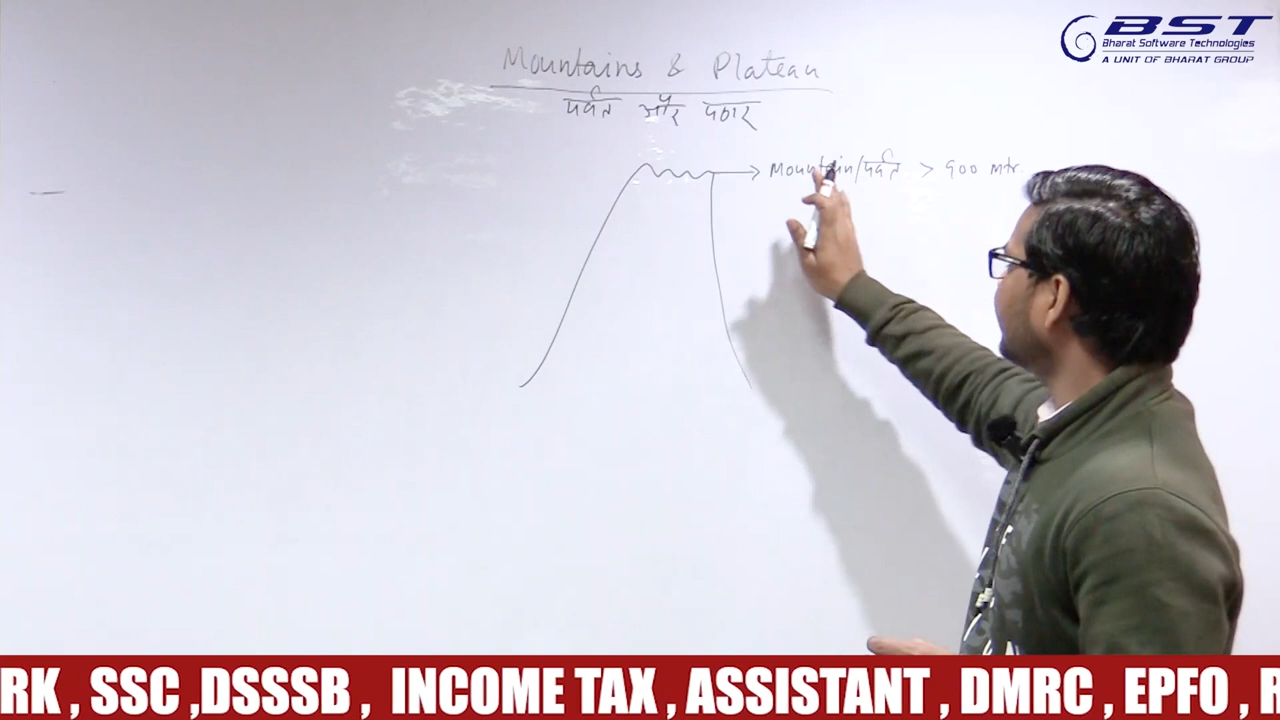 BST
Bharat Software Technologies
A UNIT OF BHARAT GROUP
Mountains & Plateau
पर्वत और पठार
Mountain/पर्वत > 900 mtr
RK , SSC ,DSSSB , INCOME TAX , ASSISTANT , DMRC , EPFO , R